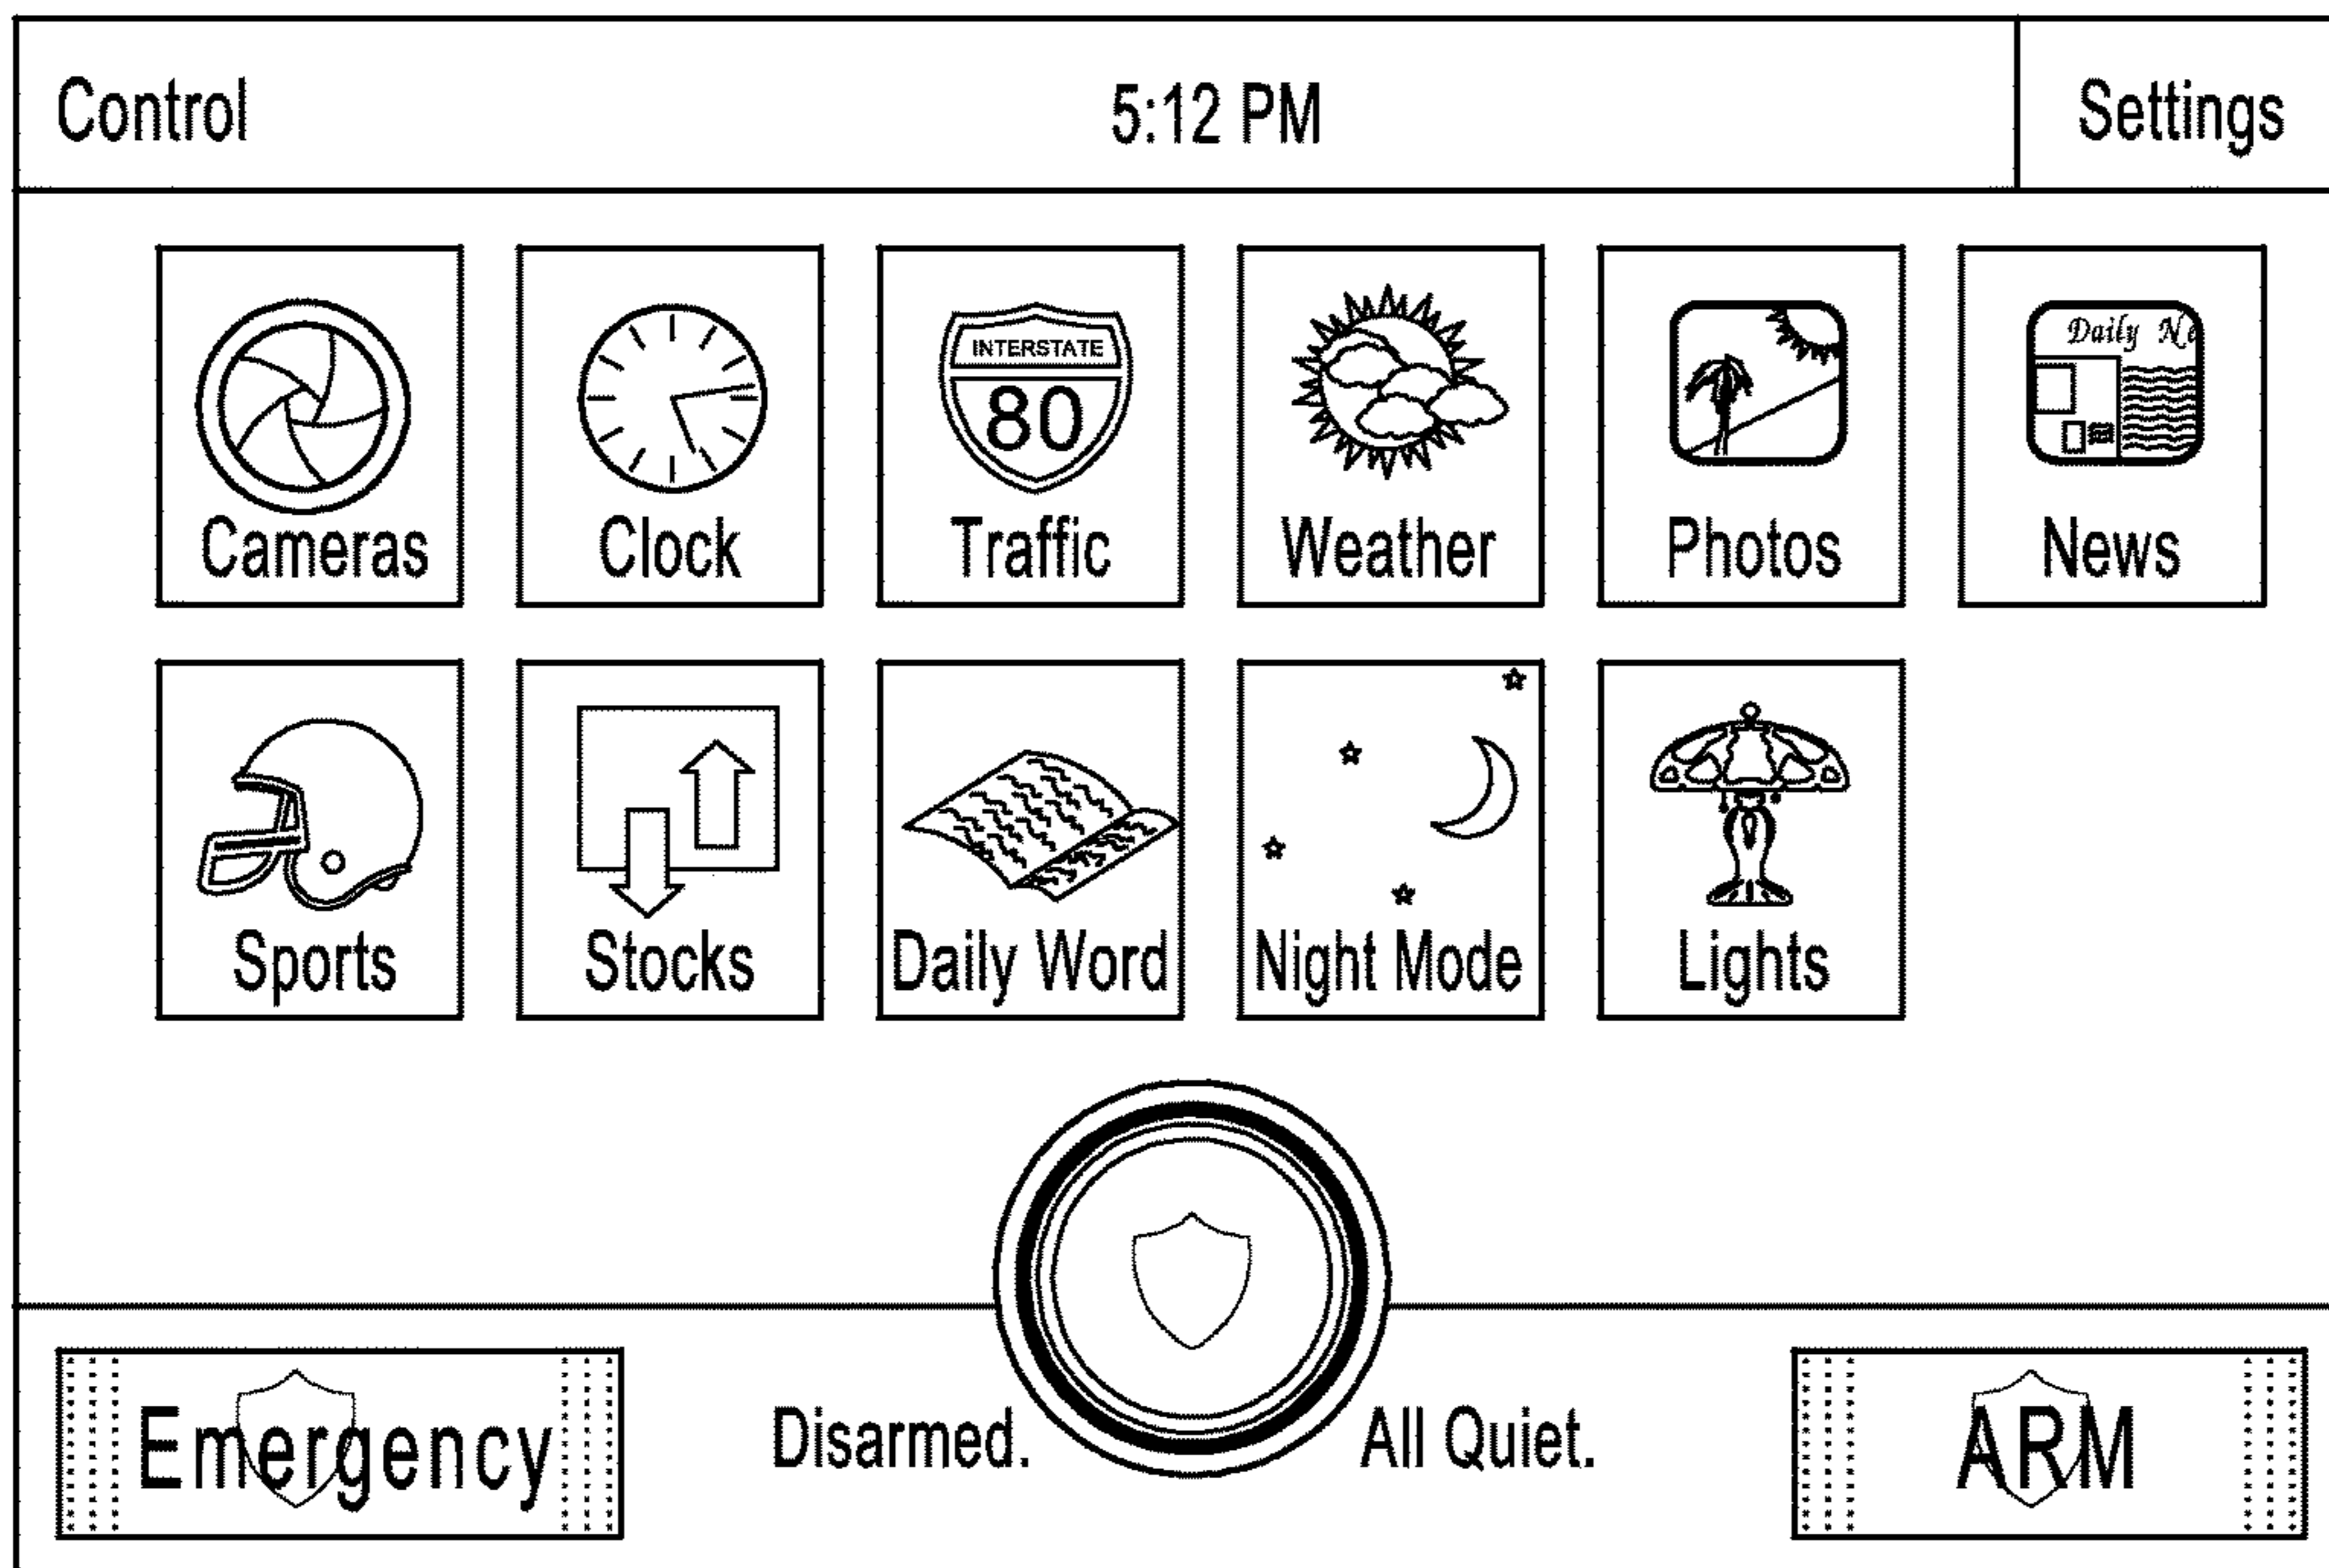 Control 5:12 PM Settings
INTERSTATE
80
Daily Ne
Cameras Clock Traffic Weather Photos News
Sports Stocks Daily Word Night Mode Lights
Emergency Disarmed. All Quiet. ARM